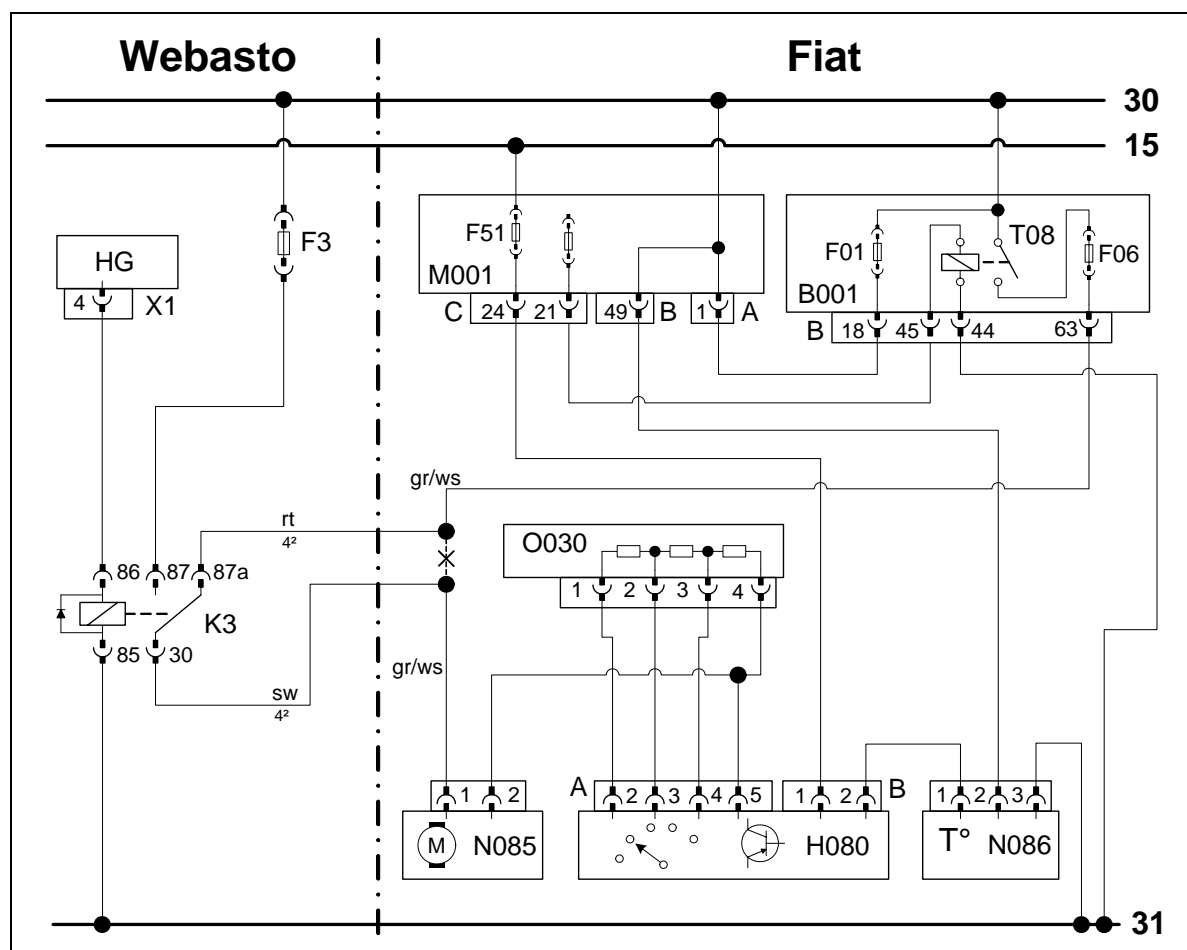 Webasto Fiat
30
15
F3
HG
4 X1
F51
M001
C 24 21 49 B 1 A
F01 T08 F06
B001
B 18 45 44 63
gr/ws
rt
4²
O030
1 2 3 4
86 87 87a
K3
85 30
gr/ws
sw
4²
1 2
A 2 3 4 5
1 2 B
1 2 3
M N085
H080
T° N086
31